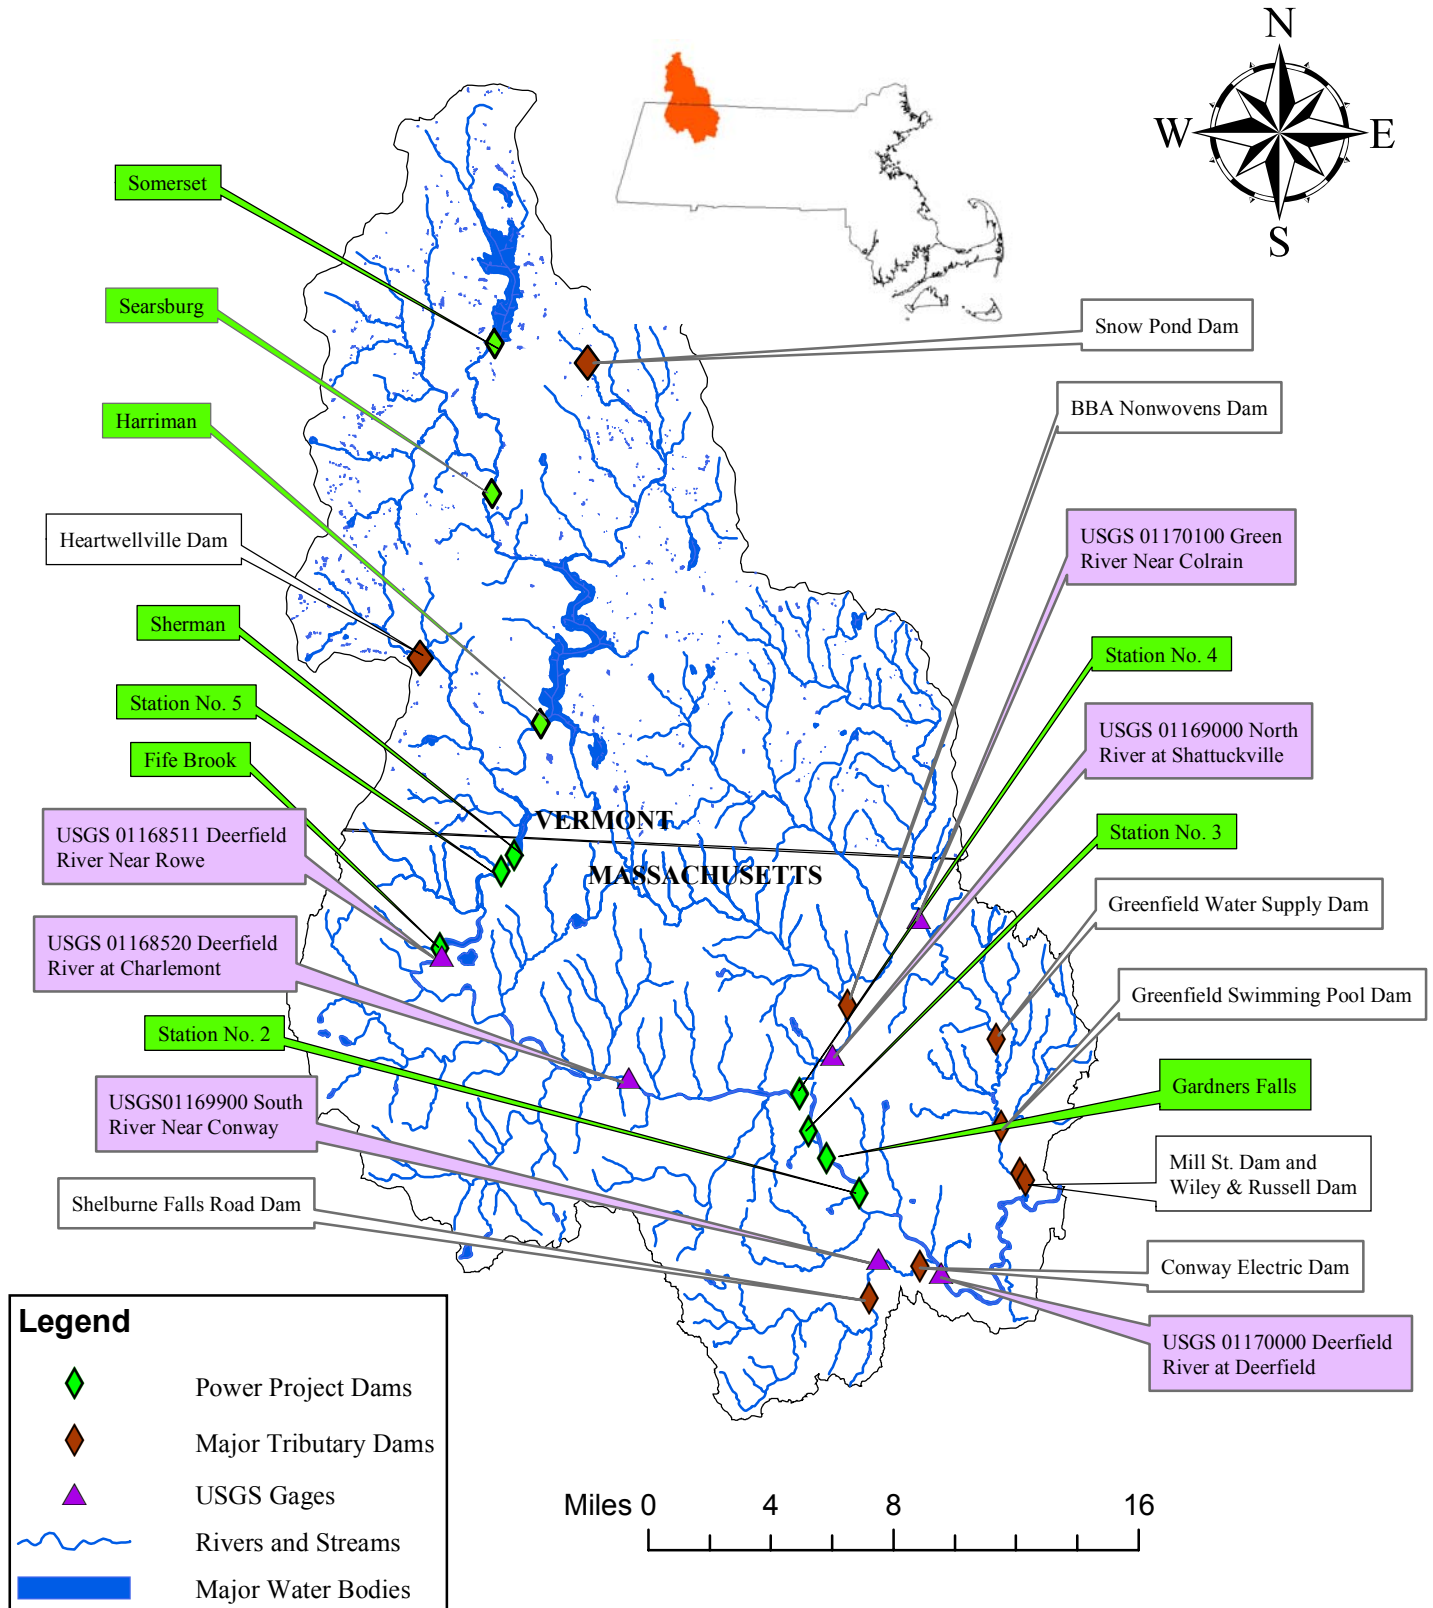 N
W
E
S
Somerset
Searsburg
Harriman
Heartwellville Dam
Sherman
Station No. 5
Fife Brook
USGS 01168511 Deerfield
River Near Rowe
USGS 01168520 Deerfield
River at Charlemont
Station No. 2
USGS01169900 South
River Near Conway
Shelburne Falls Road Dam
VERMONT
MASSACHUSETTS
Snow Pond Dam
BBA Nonwovens Dam
USGS 01170100 Green
River Near Colrain
Station No. 4
USGS 01169000 North
River at Shattuckville
Station No. 3
Greenfield Water Supply Dam
Greenfield Swimming Pool Dam
Gardners Falls
Mill St. Dam and
Wiley & Russell Dam
Conway Electric Dam
USGS 01170000 Deerfield
River at Deerfield
Legend
Power Project Dams
Major Tributary Dams
USGS Gages
Rivers and Streams
Major Water Bodies
Miles 0 4 8 16